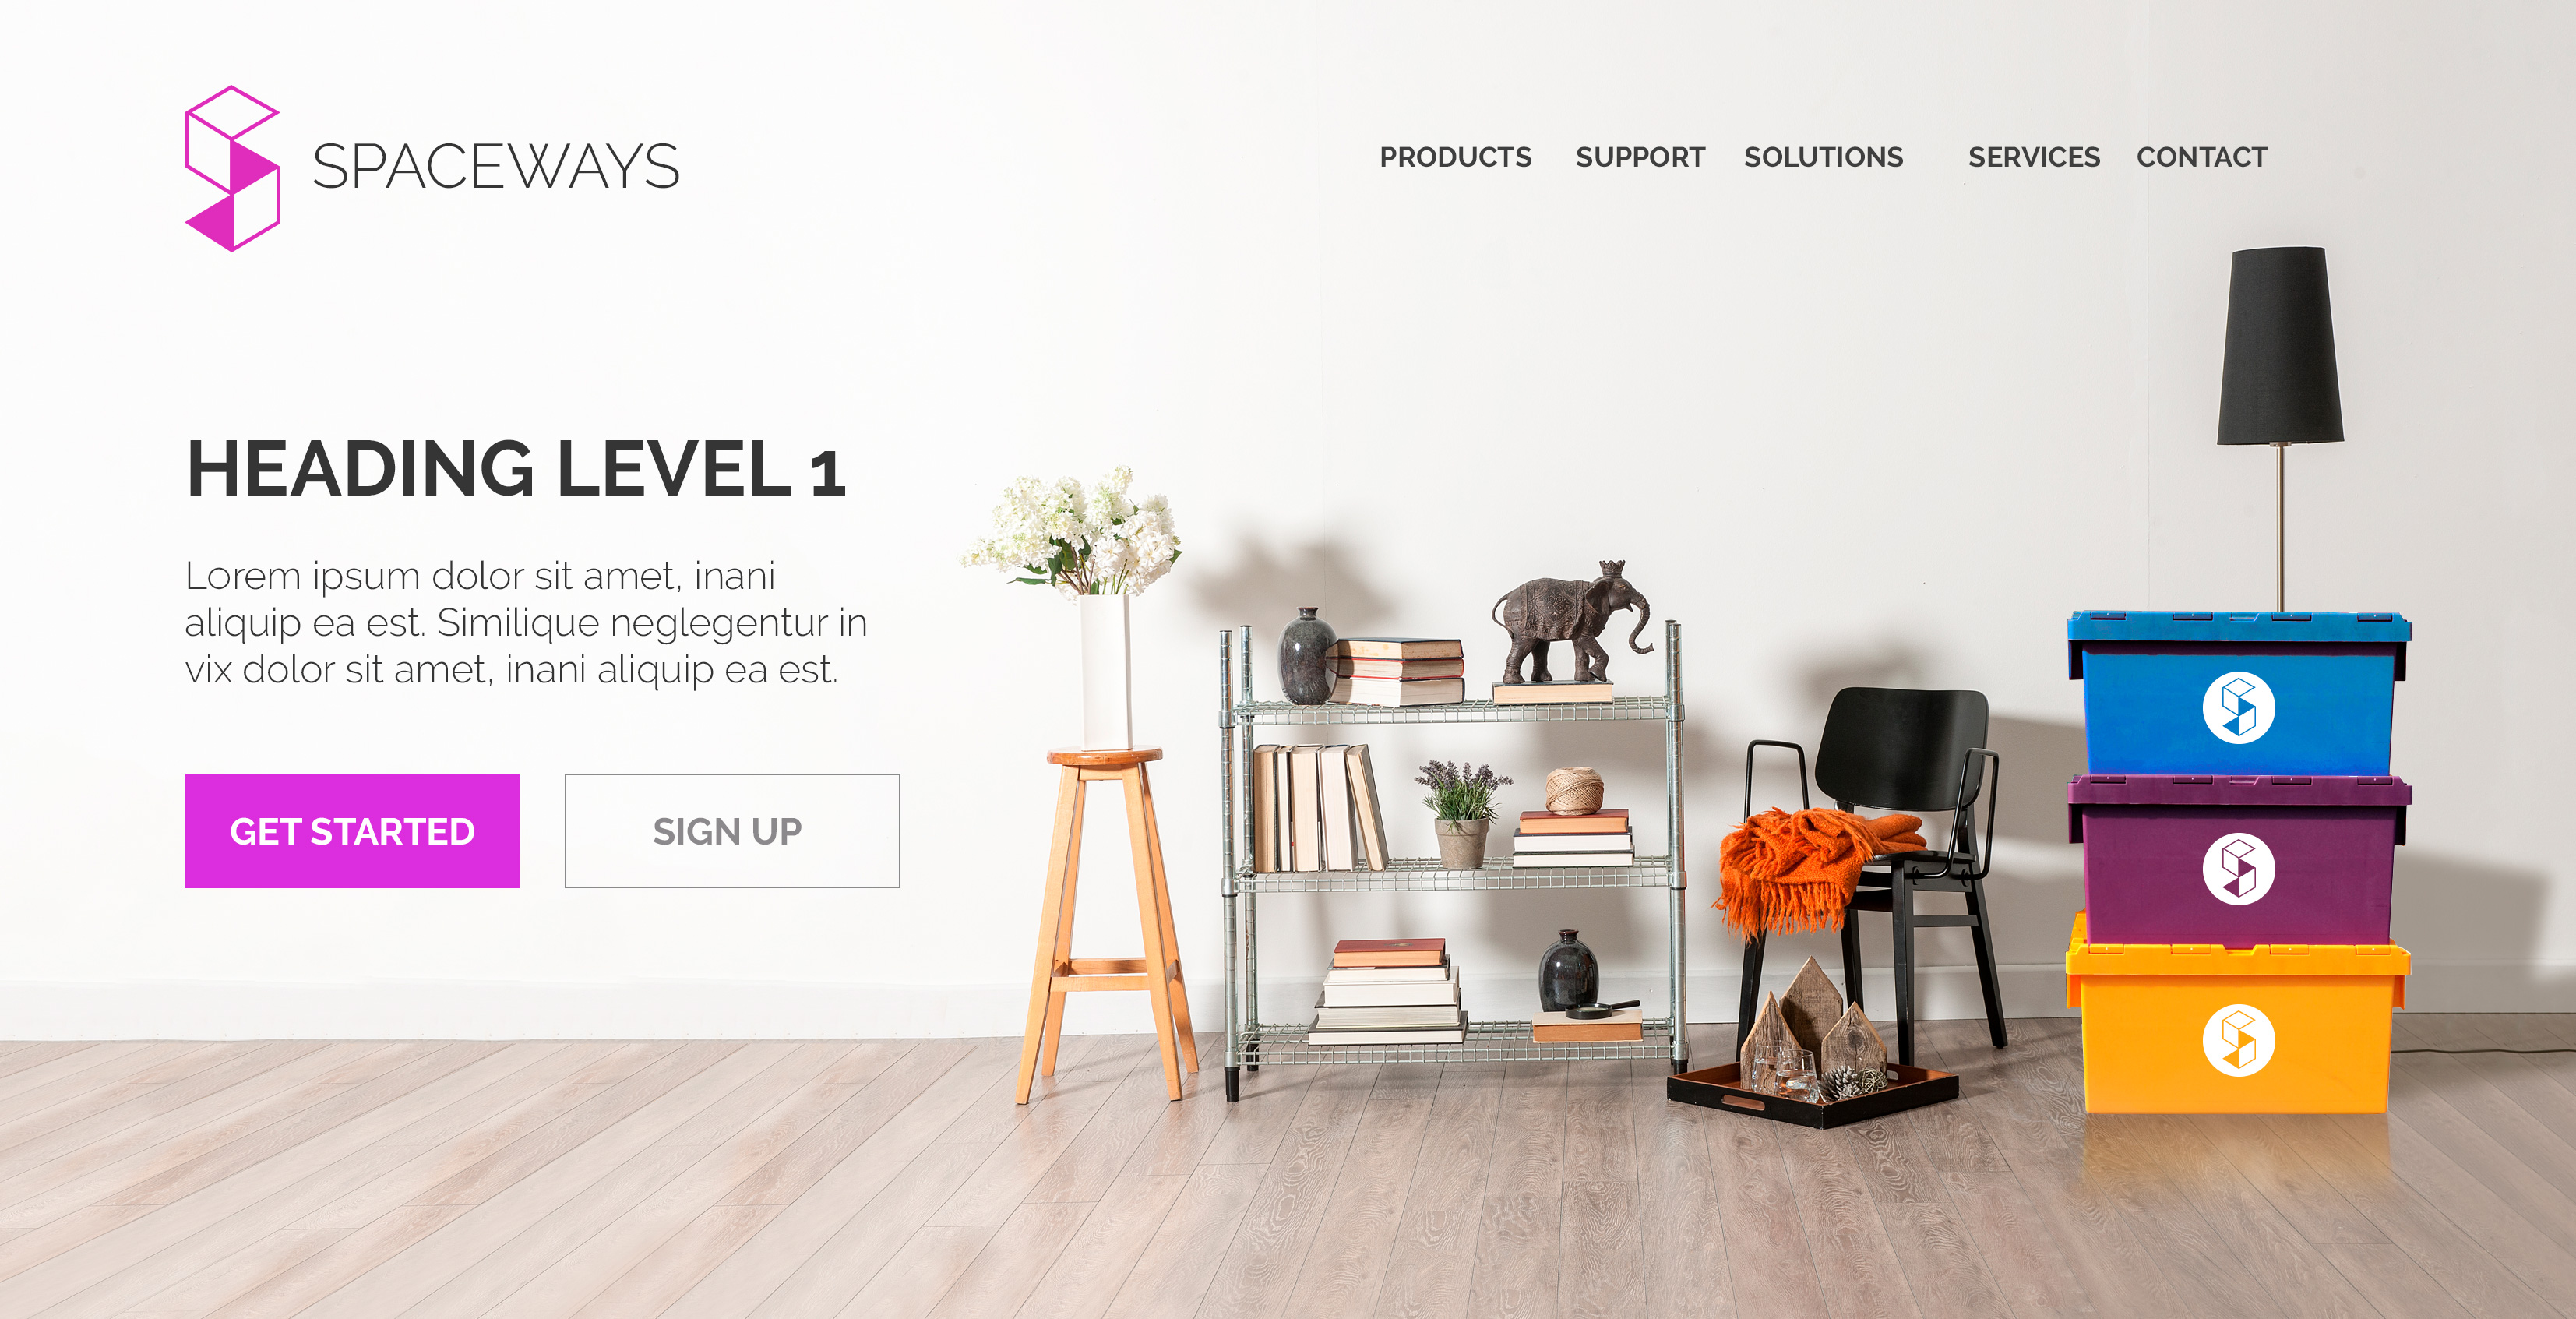 SPACEWAYS
PRODUCTS SUPPORT SOLUTIONS SERVICES CONTACT
HEADING LEVEL 1
Lorem ipsum dolor sit amet, inani
aliquip ea est. Similique neglegentur in
vix dolor sit amet, inani aliquip ea est.
GET STARTED
SIGN UP